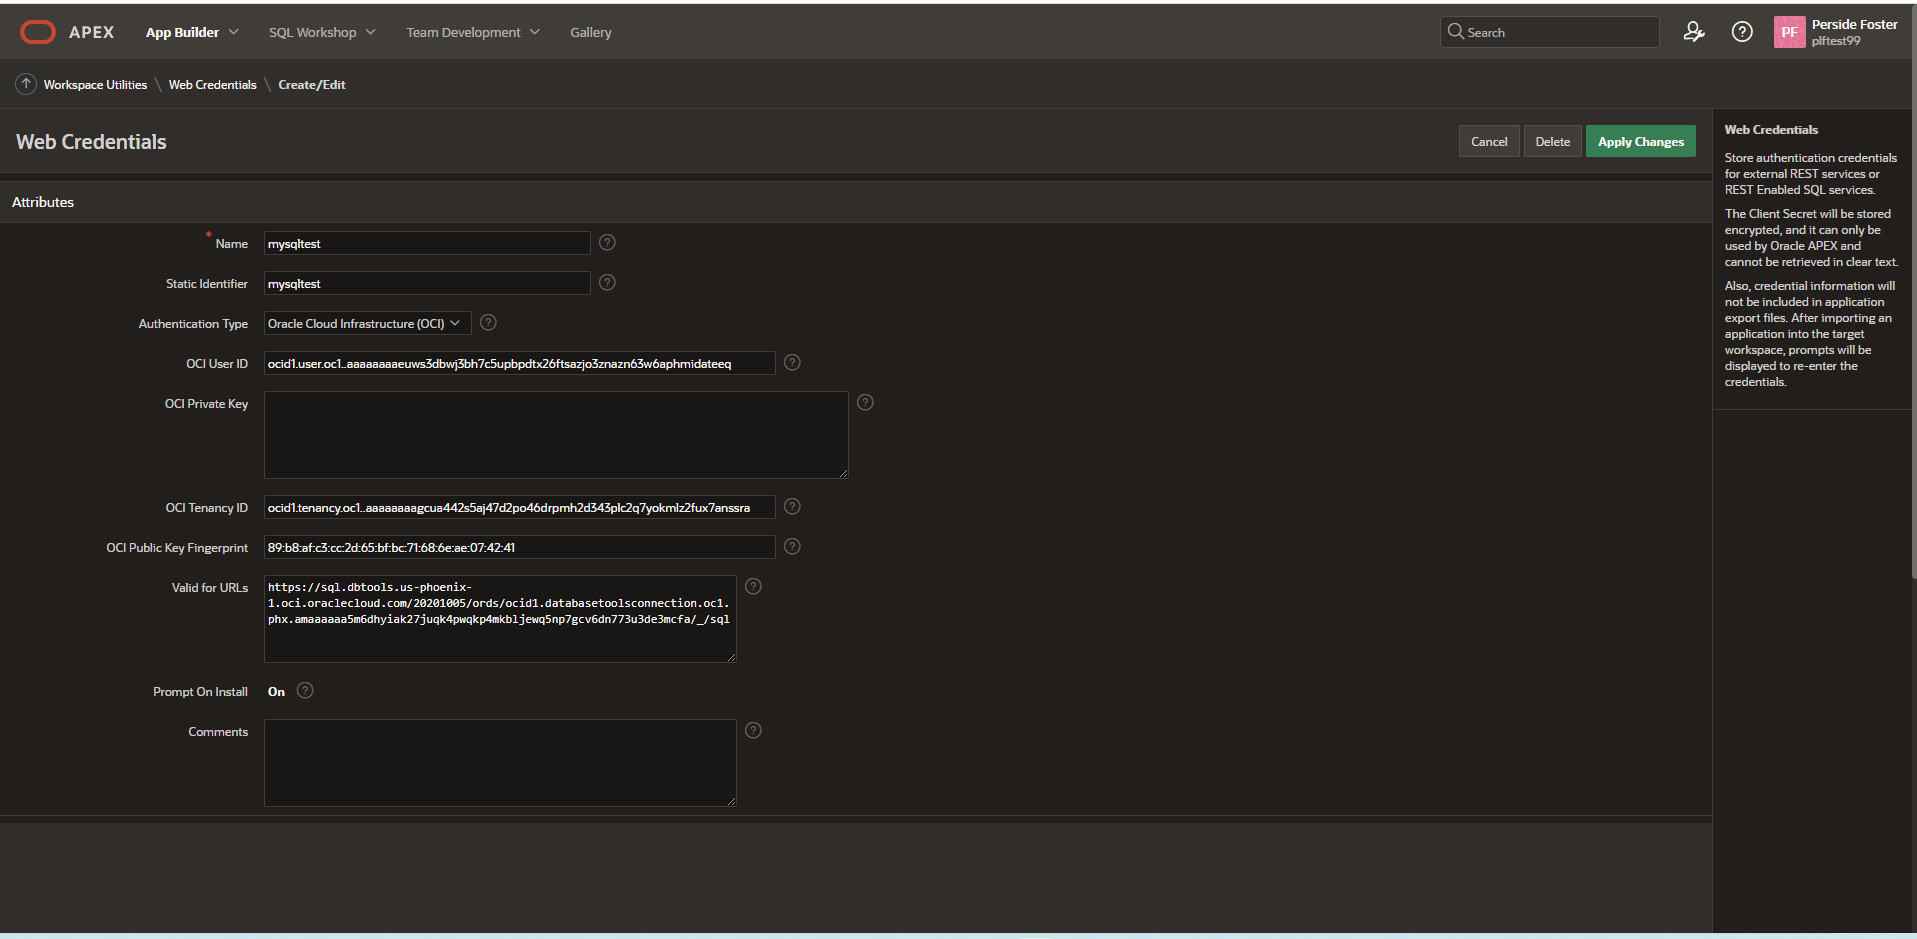 APEX App Builder SQL Workshop Team Development Gallery Search PF Perside Foster
plftest99
Workspace Utilities \ Web Credentials \ Create/Edit
Web Credentials
Cancel Delete Apply Changes
Attributes
* Name mysqltest
Static Identifier mysqltest
Authentication Type Oracle Cloud Infrastructure (OCI)
OCI User ID ocid1.user.oc1..aaaaaaaaeuws3dbwj3bh7c5upbpdtx26ftsazjo3znazn63w6aphmidateeq
OCI Private Key
OCI Tenancy ID ocid1.tenancy.oc1..aaaaaaaagcua442s5aj47d2po46drpmh2d343plc2q7yokmlz2fux7anssra
OCI Public Key Fingerprint 89:b8:af:c3:cc:2d:65:bf:bc:71:68:6e:ae:07:42:41
Valid for URLs https://sql.dbtools.us-phoenix-
1.oci.oraclecloud.com/20201005/ords/ocid1.databasetoolsconnection.oc1.
phx.amaaaaaa5m6dhyiak27juqk4pwqkp4mkbljewq5np7gcv6dn773u3de3mcfa/_/sql
Prompt On Install On
Comments
Web Credentials
Store authentication credentials
for external REST services or
REST Enabled SQL services.
The Client Secret will be stored
encrypted, and it can only be
used by Oracle APEX and
cannot be retrieved in clear text.
Also, credential information will
not be included in application
export files. After importing an
application into the target
workspace, prompts will be
displayed to re-enter the
credentials.